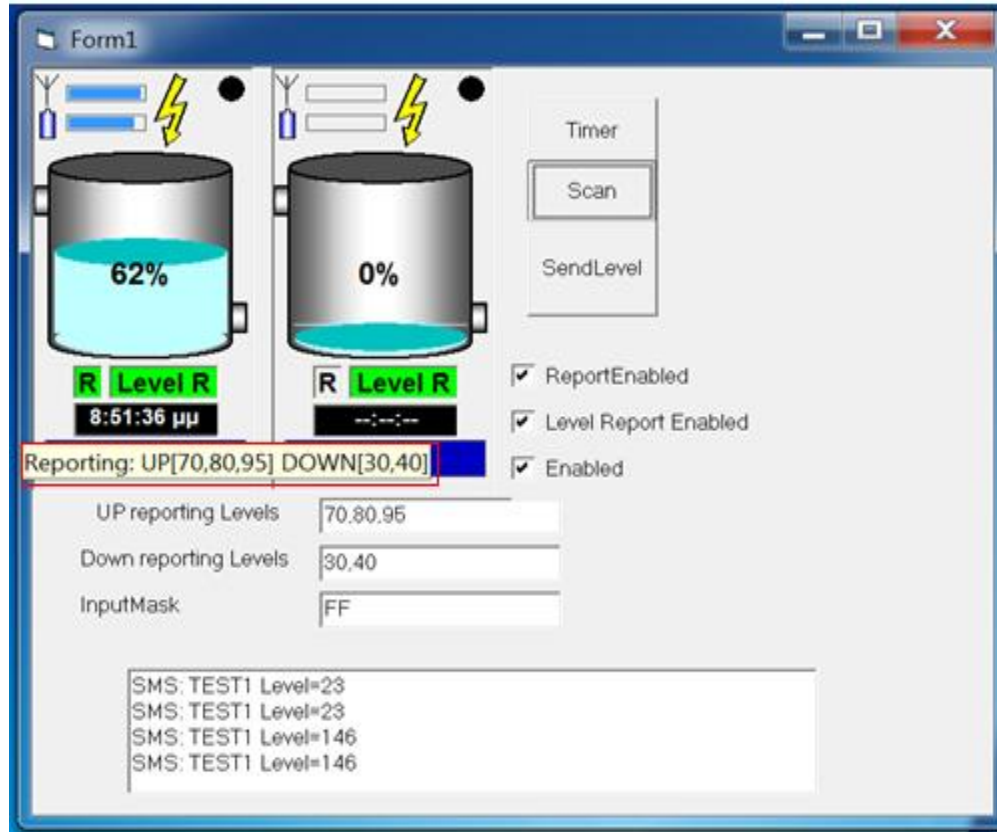 Form1
62%
0%
R Level R
R Level R
8:51:36 μμ
--:--:--
Reporting: UP[70,80,95] DOWN[30,40]
Timer
Scan
SendLevel
ReportEnabled
Level Report Enabled
Enabled
UP reporting Levels 70,80,95
Down reporting Levels 30,40
InputMask FF
SMS: TEST1 Level=23
SMS: TEST1 Level=23
SMS: TEST1 Level=146
SMS: TEST1 Level=146